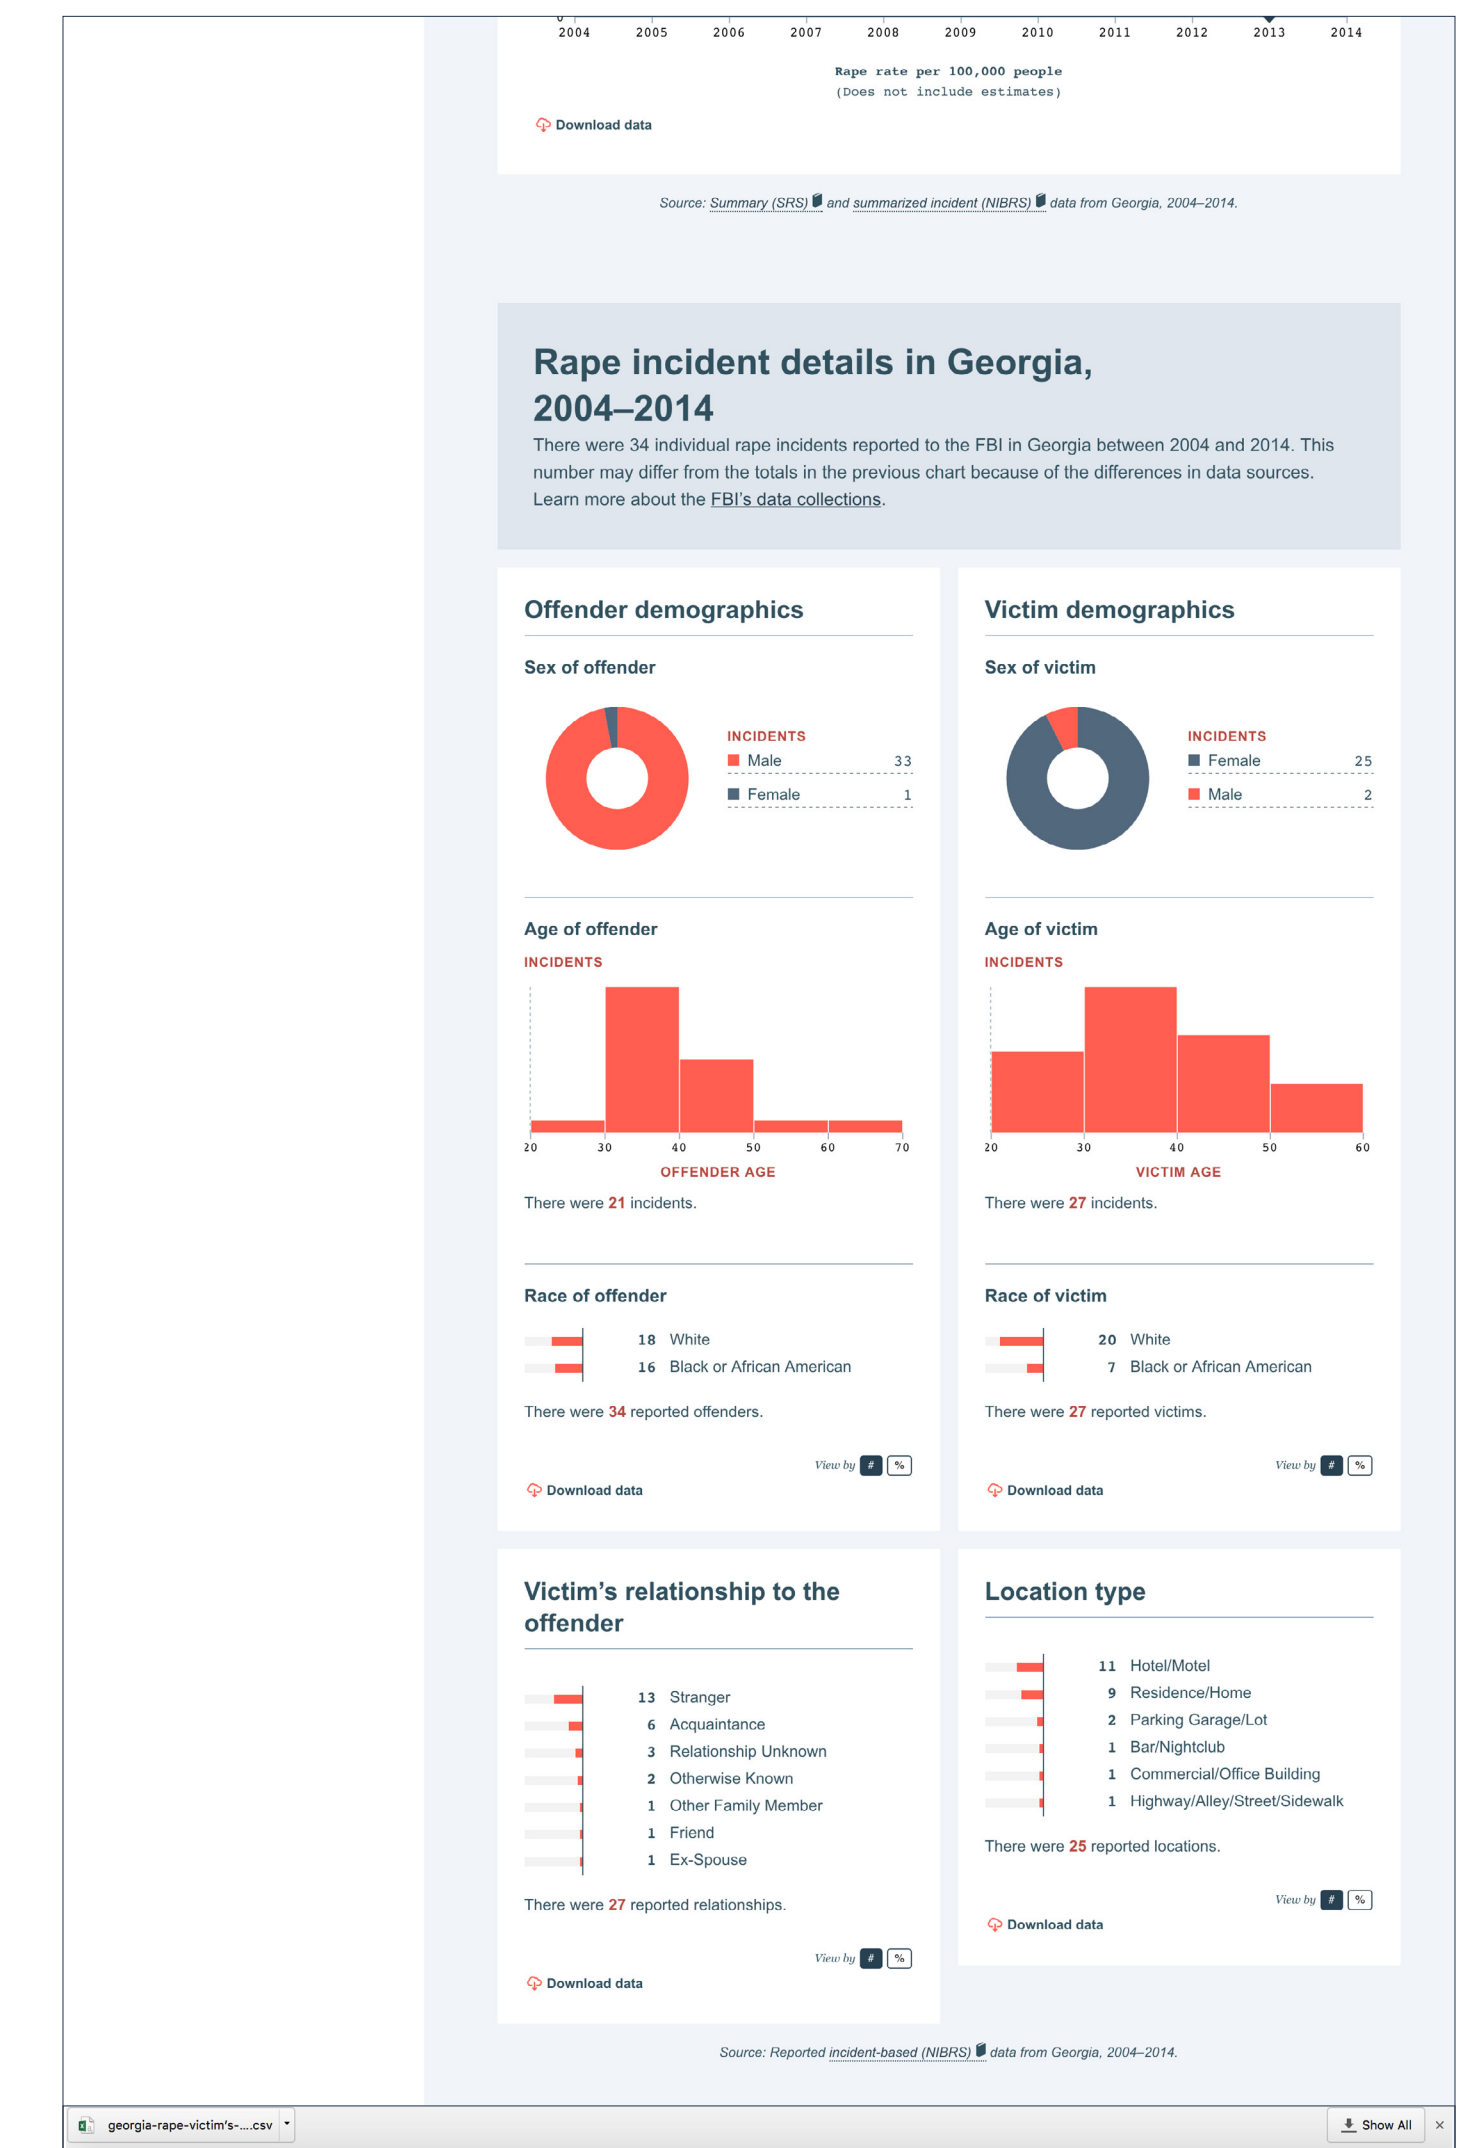 0
2004 2005 2006 2007 2008 2009 2010 2011 2012 2013 2014
Rape rate per 100,000 people
(Does not include estimates)
Download data
Source: Summary (SRS) and summarized incident (NIBRS) data from Georgia, 2004–2014.
Rape incident details in Georgia,
2004–2014
There were 34 individual rape incidents reported to the FBI in Georgia between 2004 and 2014. This
number may differ from the totals in the previous chart because of the differences in data sources.
Learn more about the FBI's data collections.
Offender demographics
Sex of offender
INCIDENTS
Male 33
Female 1
Age of offender
INCIDENTS
20 30 40 50 60 70
OFFENDER AGE
There were 21 incidents.
Race of offender
18 White
16 Black or African American
There were 34 reported offenders.
View by # %
Download data
Victim demographics
Sex of victim
INCIDENTS
Female 25
Male 2
Age of victim
INCIDENTS
20 30 40 50 60
VICTIM AGE
There were 27 incidents.
Race of victim
20 White
7 Black or African American
There were 27 reported victims.
View by # %
Download data
Victim's relationship to the
offender
13 Stranger
6 Acquaintance
3 Relationship Unknown
2 Otherwise Known
1 Other Family Member
1 Friend
1 Ex-Spouse
There were 27 reported relationships.
View by # %
Download data
Location type
11 Hotel/Motel
9 Residence/Home
2 Parking Garage/Lot
1 Bar/Nightclub
1 Commercial/Office Building
1 Highway/Alley/Street/Sidewalk
There were 25 reported locations.
View by # %
Download data
Source: Reported incident-based (NIBRS) data from Georgia, 2004–2014.
georgia-rape-victim's-....csv
Show All